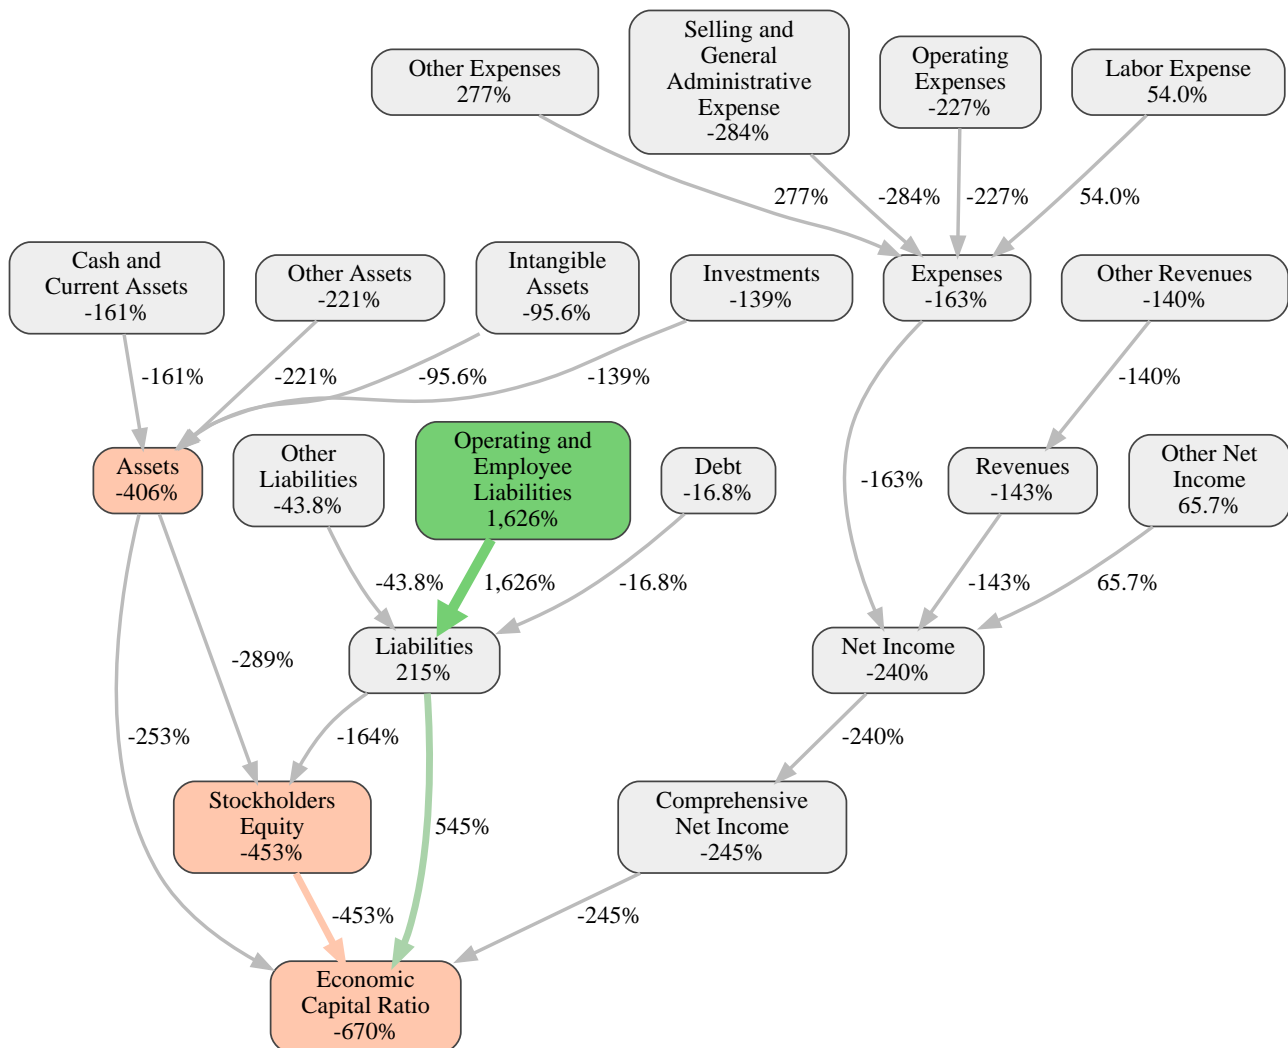 Other Expenses
277%
Selling and
General
Administrative
Expense
-284%
Operating
Expenses
-227%
Labor Expense
54.0%
277%
-284%
-227%
54.0%
Cash and
Current Assets
-161%
Other Assets
-221%
Intangible
Assets
-95.6%
Investments
-139%
Expenses
-163%
Other Revenues
-140%
-161%
-221%
-95.6%
-139%
-140%
Assets
-406%
Other
Liabilities
-43.8%
Operating and
Employee
Liabilities
1,626%
Debt
-16.8%
-163%
Revenues
-143%
Other Net
Income
65.7%
-43.8%
1,626%
-16.8%
-143%
65.7%
-289%
Liabilities
215%
Net Income
-240%
-253%
-164%
-240%
Stockholders
Equity
-453%
545%
Comprehensive
Net Income
-245%
-453%
-245%
Economic
Capital Ratio
-670%